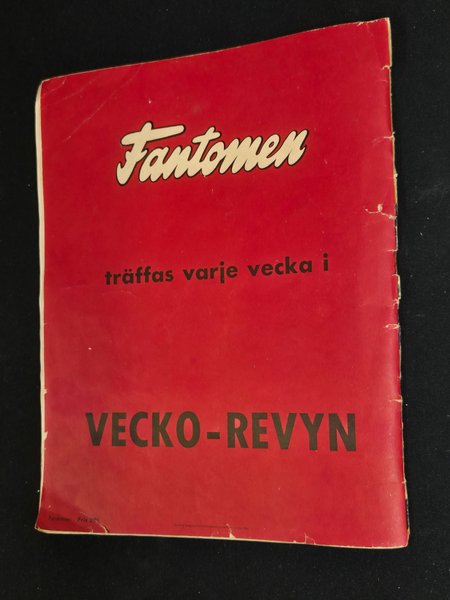 Fantomen
träffas varje vecka i
VECKO-REVYN